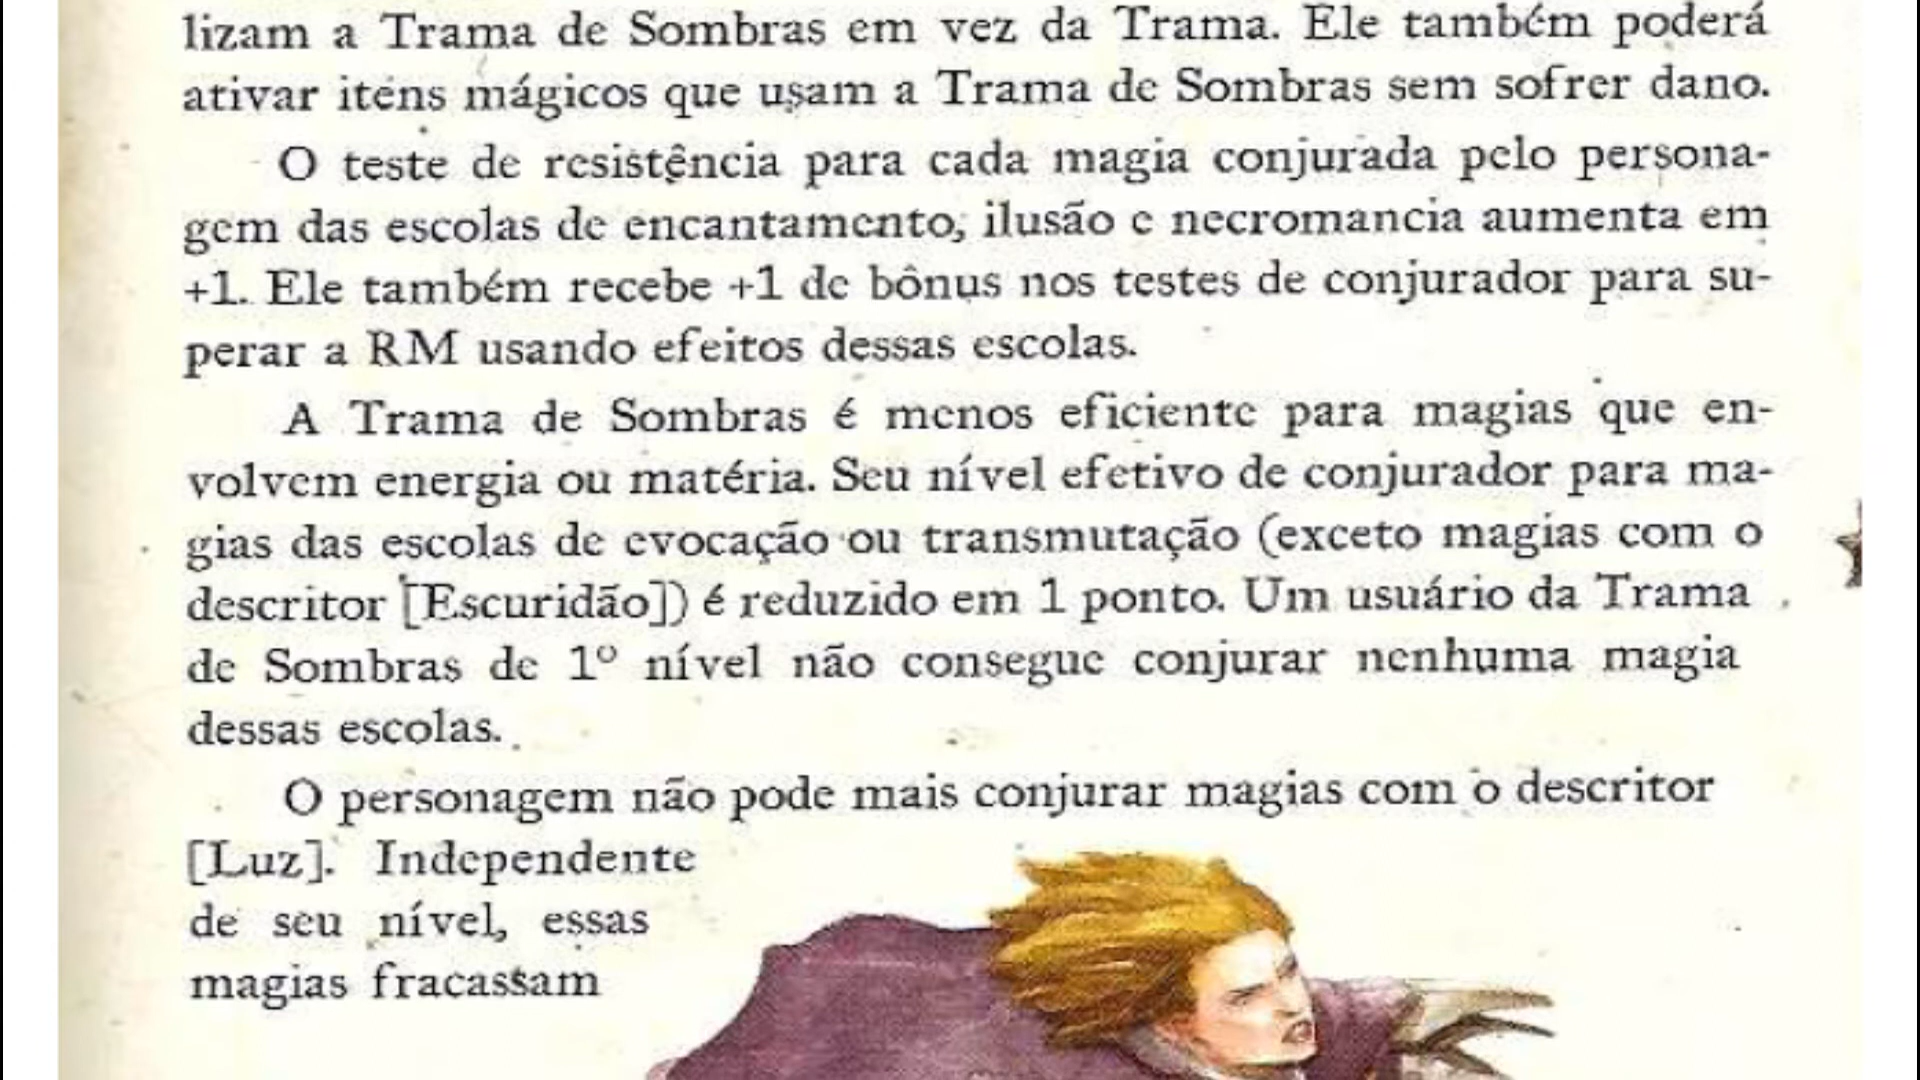 lizam a Trama de Sombras em vez da Trama. Ele também poderá
ativar itens mágicos que usam a Trama de Sombras sem sofrer dano.
O teste de resistência para cada magia conjurada pelo persona-
gem das escolas de encantamento, ilusão e necromancia aumenta em
+1. Ele também recebe +1 de bônus nos testes de conjurador para su-
perar a RM usando efeitos dessas escolas.
A Trama de Sombras é menos eficiente para magias que en-
volvem energia ou matéria. Seu nível efetivo de conjurador para ma-
gias das escolas de evocação ou transmutação (exceto magias com o
descritor [Escuridão]) é reduzido em 1 ponto. Um usuário da Trama
de Sombras de 1º nível não consegue conjurar nenhuma magia
dessas escolas.
O personagem não pode mais conjurar magias com o descritor
[Luz]. Independente
de seu nível, essas
magias fracassam